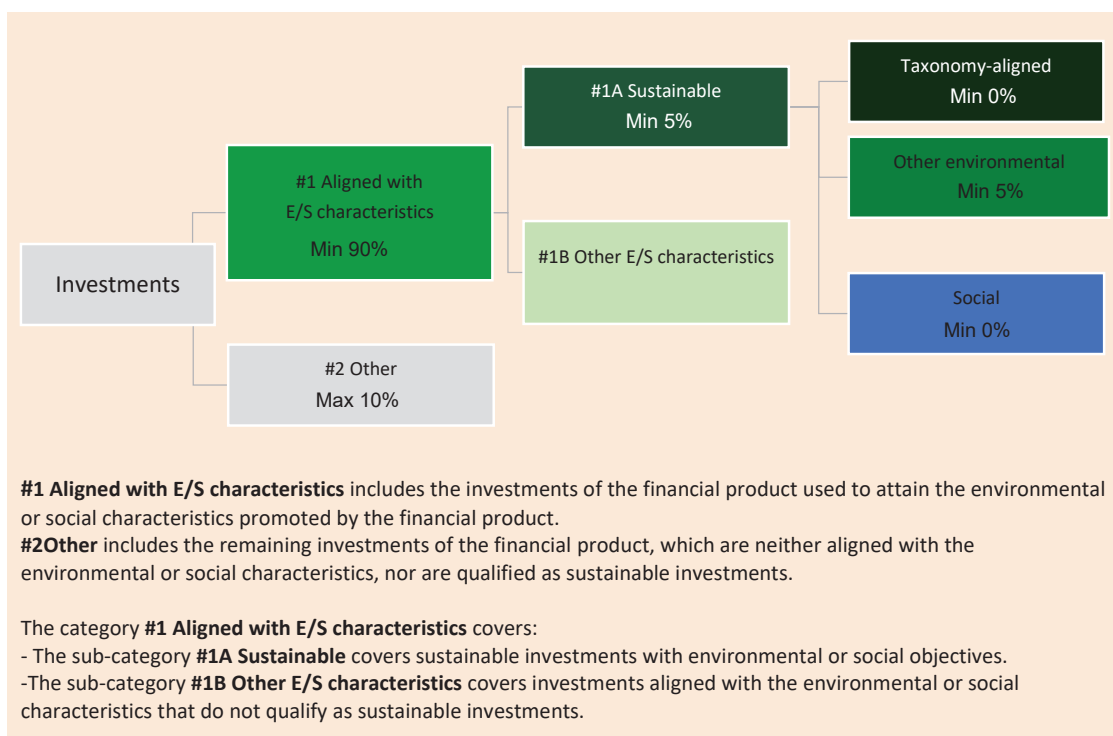 Investments
#1 Aligned with
E/S characteristics
Min 90%
#2 Other
Max 10%
#1A Sustainable
Min 5%
#1B Other E/S characteristics
Taxonomy-aligned
Min 0%
Other environmental
Min 5%
Social
Min 0%
#1 Aligned with E/S characteristics includes the investments of the financial product used to attain the environmental
or social characteristics promoted by the financial product.
#2Other includes the remaining investments of the financial product, which are neither aligned with the
environmental or social characteristics, nor are qualified as sustainable investments.
The category #1 Aligned with E/S characteristics covers:
- The sub-category #1A Sustainable covers sustainable investments with environmental or social objectives.
-The sub-category #1B Other E/S characteristics covers investments aligned with the environmental or social
characteristics that do not qualify as sustainable investments.